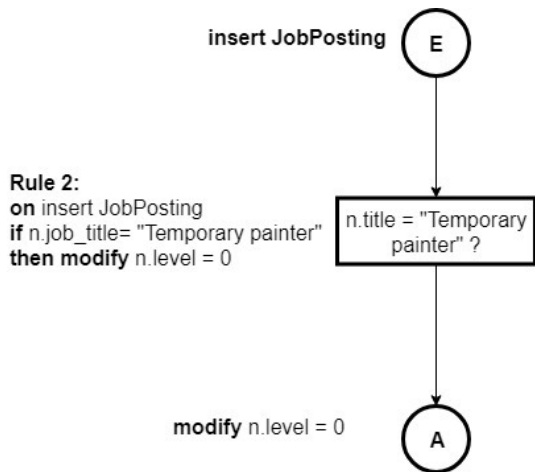 insert JobPosting
E
Rule 2:
on insert JobPosting
if n.job_title= "Temporary painter"
then modify n.level = 0
n.title = "Temporary
painter" ?
modify n.level = 0
A